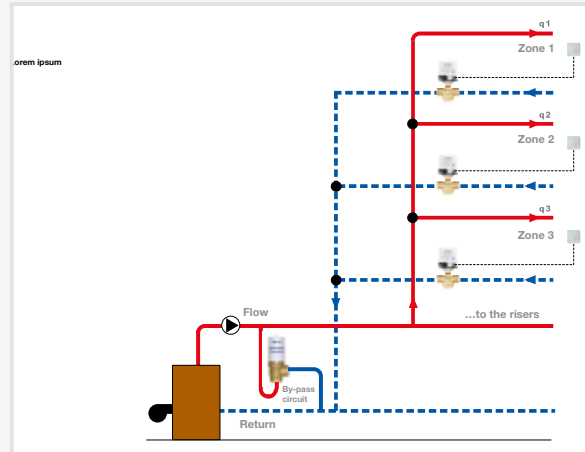 q1
Zone 1
orem ipsum
q2
Zone 2
q3
Zone 3
Flow
...to the risers
By-pass
circuit
Return